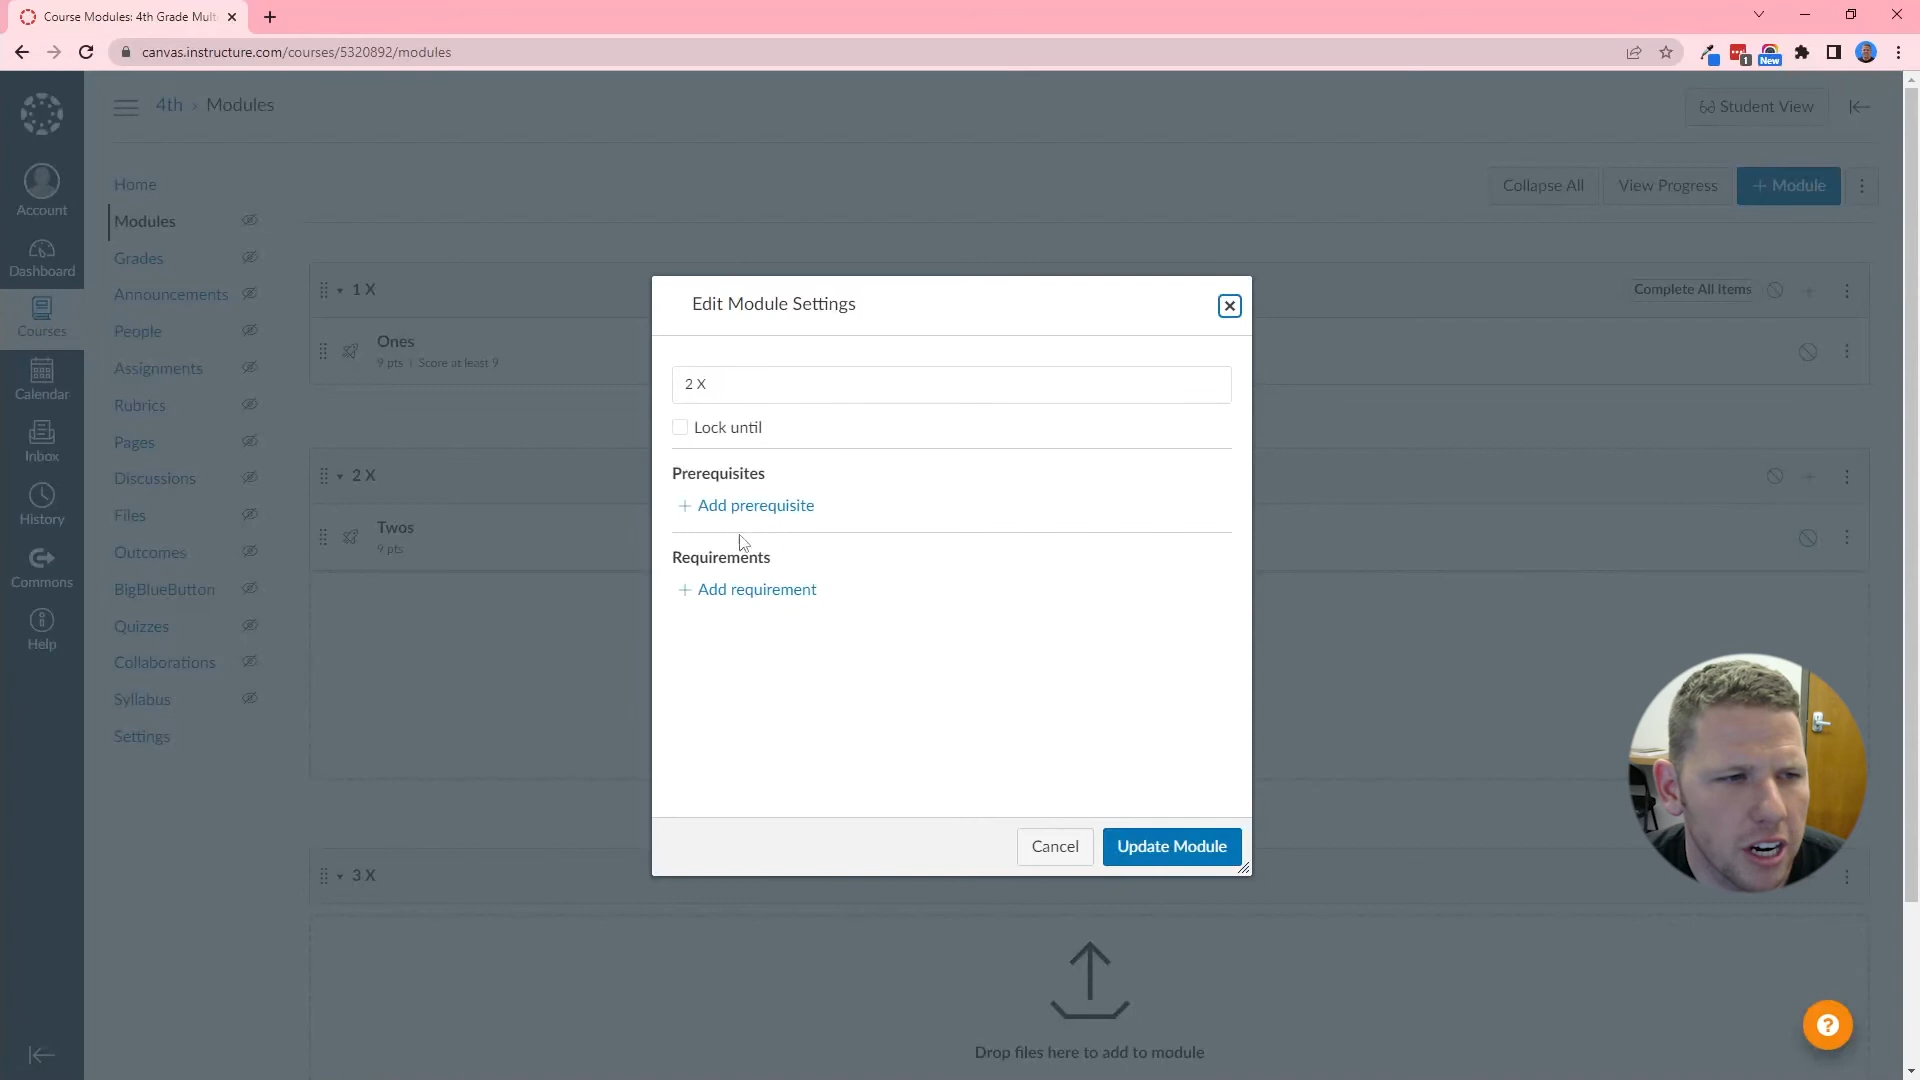 Course Modules: 4th Grade Mult
canvas.instructure.com/courses/5320892/modules
1
New
4th › Modules
Student View
Account
Dashboard
Courses
Calendar
Inbox
History
Commons
Help
Home
Modules
Grades
Announcements
People
Assignments
Rubrics
Pages
Discussions
Files
Outcomes
BigBlueButton
Quizzes
Collaborations
Syllabus
Settings
Collapse All
View Progress
+ Module
1 X
Complete All Items
Ones
9 pts | Score at least 9
2 X
Twos
9 pts
3 X
Drop files here to add to module
Edit Module Settings
2 X
Lock until
Prerequisites
+ Add prerequisite
Requirements
+ Add requirement
Cancel
Update Module
?